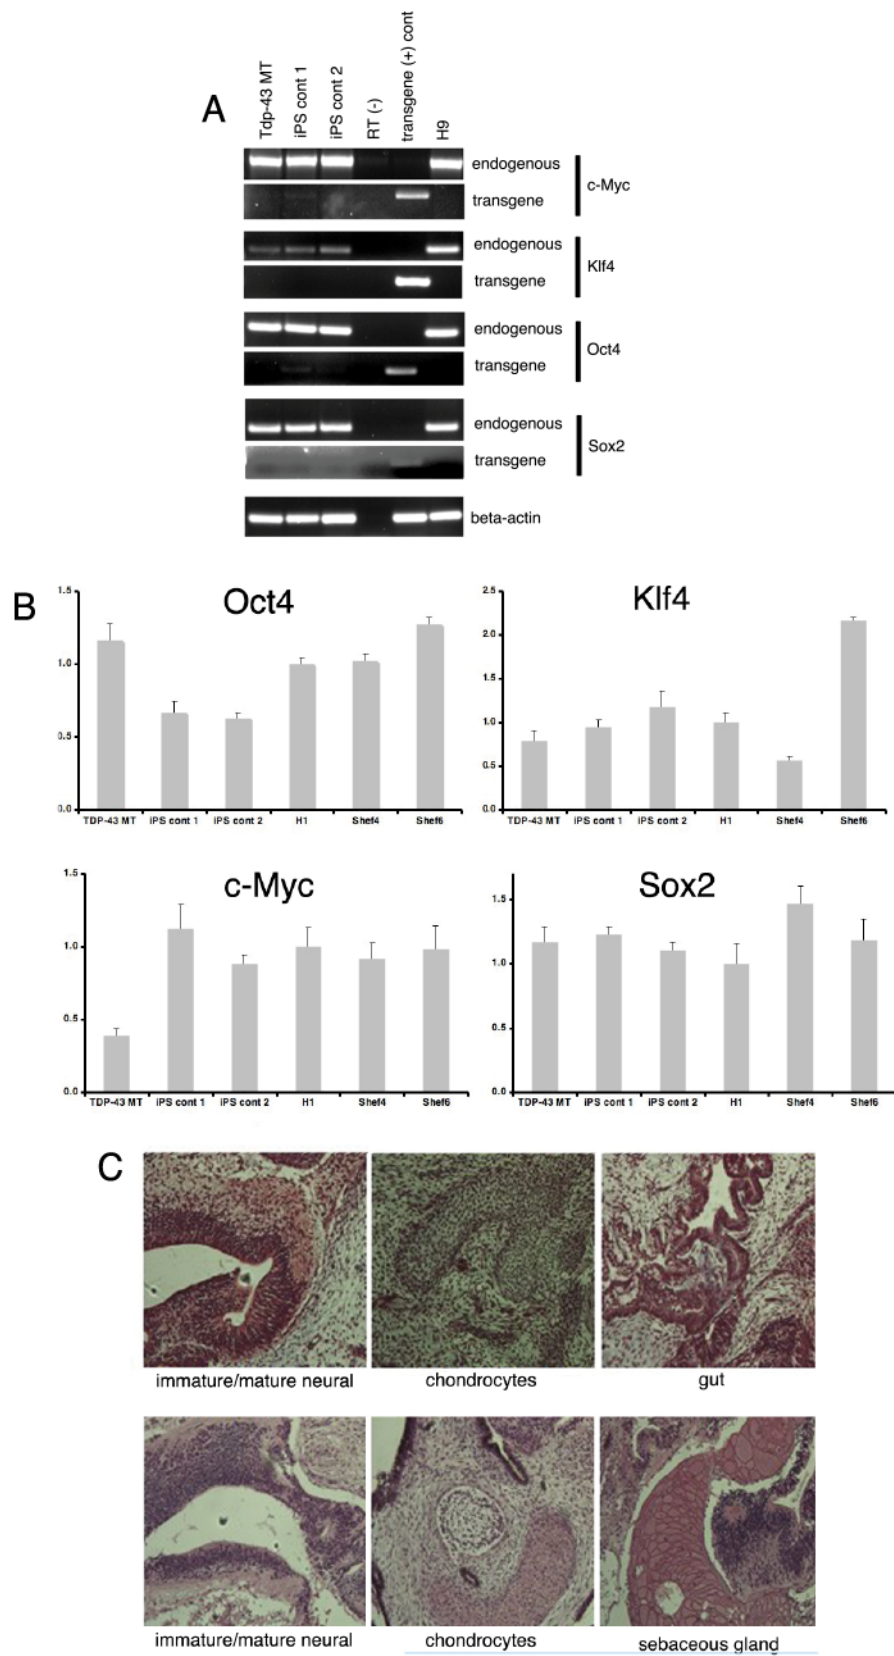 A
Tdp-43 MT
iPS cont 1
iPS cont 2
RT (-)
transgene (+) cont
H9
endogenous
c-Myc
transgene
endogenous
Klf4
transgene
endogenous
Oct4
transgene
endogenous
Sox2
transgene
beta-actin
B
Oct4
1.5
1.0
0.5
0.0
TDP-43 MT iPS cont 1 iPS cont 2 H1 Shef4 Shef6
Klf4
2.5
2.0
1.5
1.0
0.5
0.0
TDP-43 MT iPS cont 1 iPS cont 2 H1 Shef4 Shef6
c-Myc
1.5
1.0
0.5
0.0
TDP-43 MT iPS cont 1 iPS cont 2 H1 Shef4 Shef6
Sox2
1.5
1.0
0.5
0.0
TDP-43 MT iPS cont 1 iPS cont 2 H1 Shef4 Shef6
C
immature/mature neural chondrocytes gut
immature/mature neural chondrocytes sebaceous gland